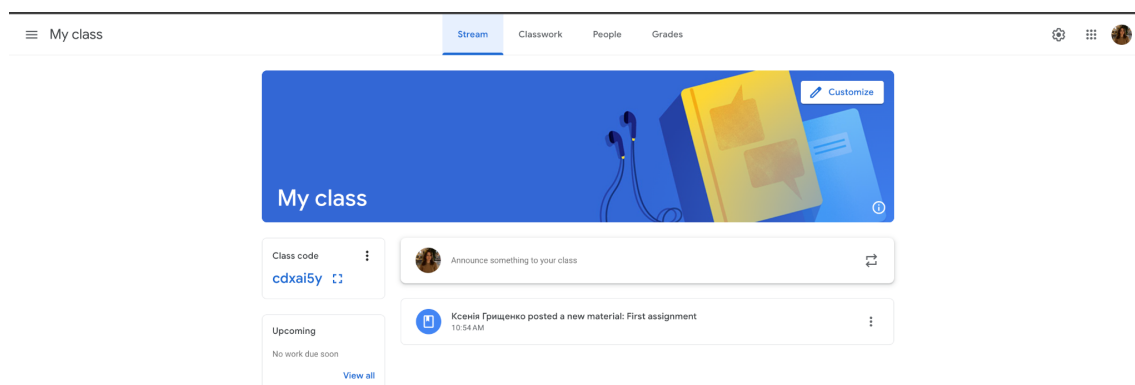 My class
Stream
Classwork
People
Grades
Customize
My class
Class code
cdxai5y
Announce something to your class
Ксенія Грищенко posted a new material: First assignment
10:54 AM
Upcoming
No work due soon
View all